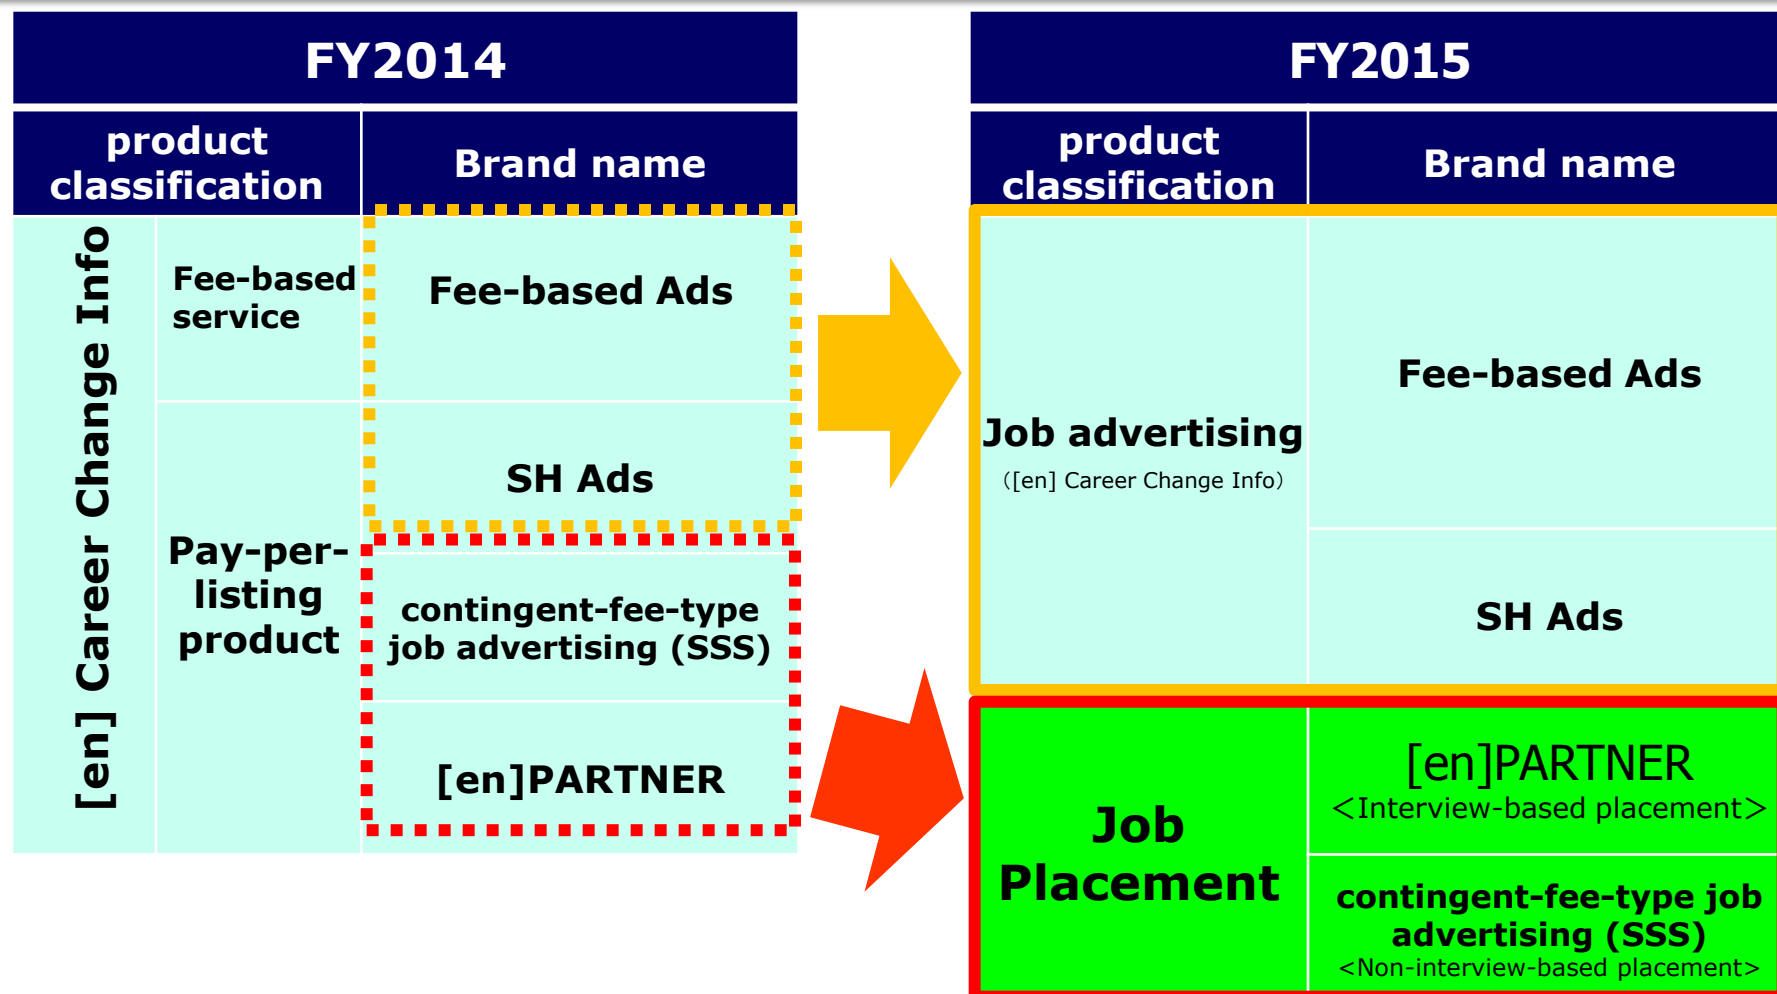 FY2014
product
classification
Brand name
[en] Career Change Info
Fee-based
service
Fee-based Ads
Pay-per-
listing
product
SH Ads
contingent-fee-type
job advertising (SSS)
[en]PARTNER
FY2015
product
classification
Brand name
Job advertising
（[en] Career Change Info）
Fee-based Ads
SH Ads
Job
Placement
[en]PARTNER
＜Interview-based placement＞
contingent-fee-type job
advertising (SSS)
<Non-interview-based placement>